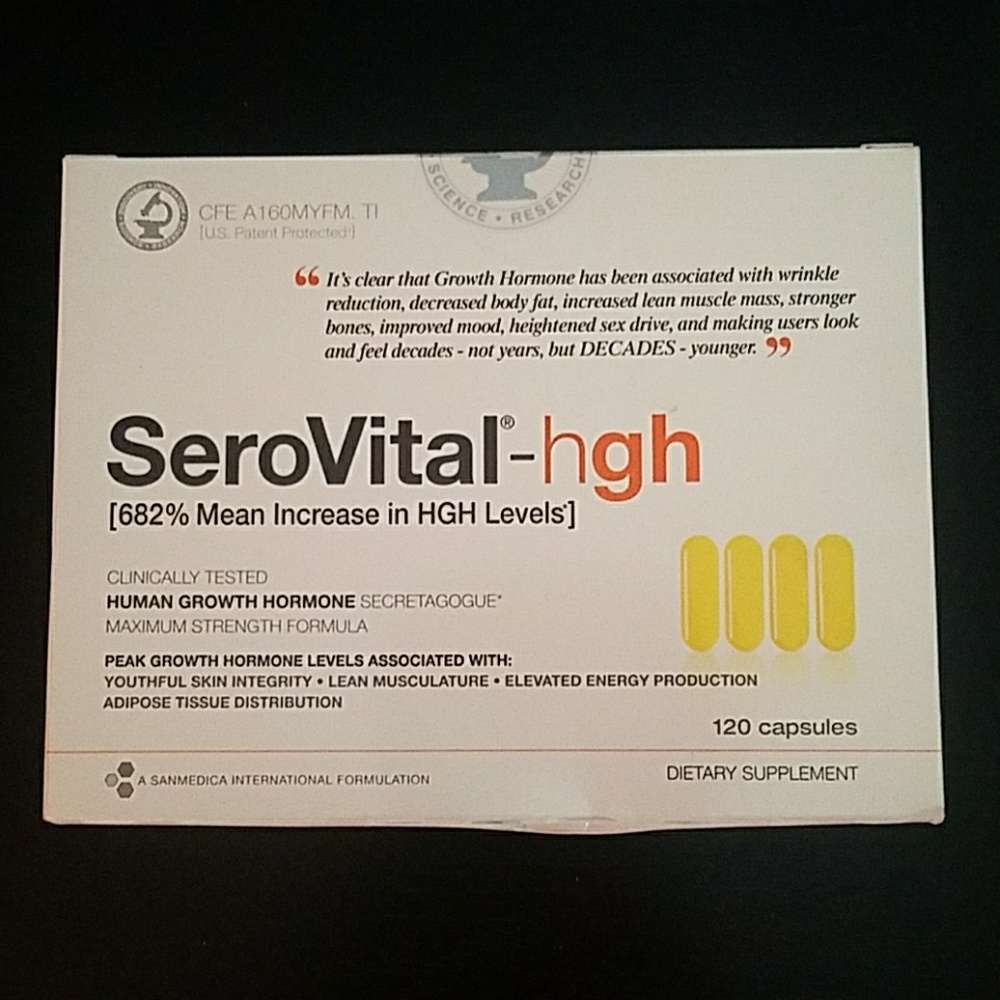 SCIENCE • RESEARCH
CFE A160MYFM. TI
[U.S. Patent Protected¹]
“ It's clear that Growth Hormone has been associated with wrinkle
reduction, decreased body fat, increased lean muscle mass, stronger
bones, improved mood, heightened sex drive, and making users look
and feel decades - not years, but DECADES - younger. ”
SeroVital®-hgh
[682% Mean Increase in HGH Levels*]
CLINICALLY TESTED
HUMAN GROWTH HORMONE SECRETAGOGUE*
MAXIMUM STRENGTH FORMULA
PEAK GROWTH HORMONE LEVELS ASSOCIATED WITH:
YOUTHFUL SKIN INTEGRITY • LEAN MUSCULATURE • ELEVATED ENERGY PRODUCTION
ADIPOSE TISSUE DISTRIBUTION
120 capsules
A SANMEDICA INTERNATIONAL FORMULATION
DIETARY SUPPLEMENT